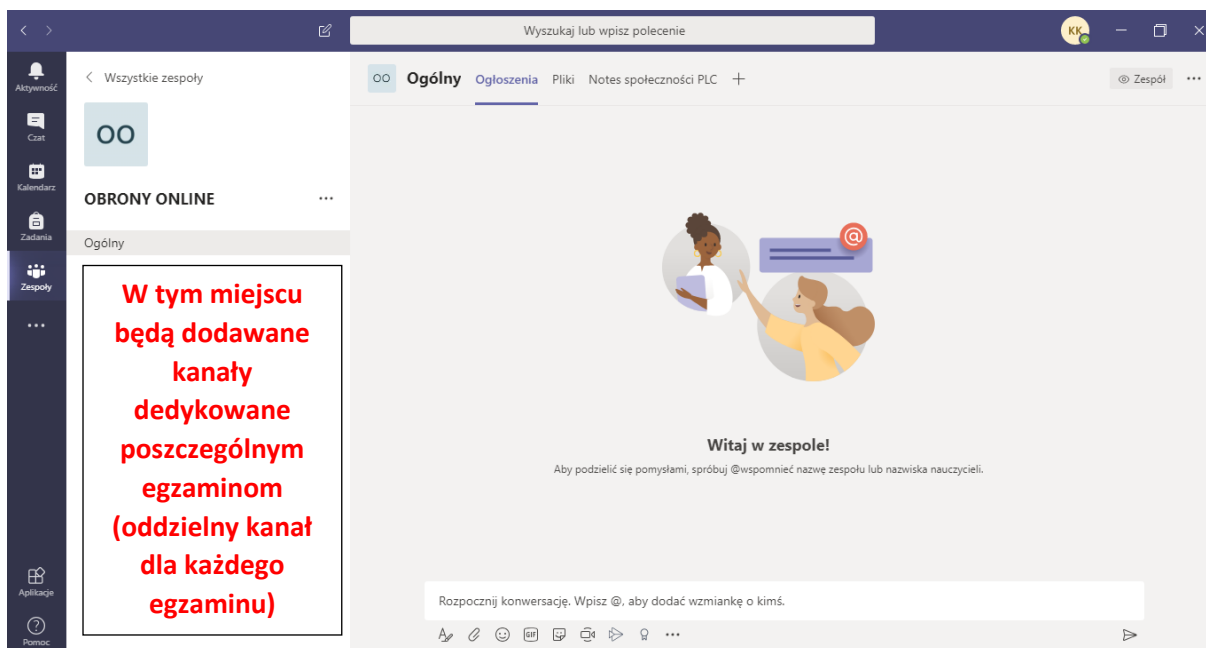 Wyszukaj lub wpisz polecenie
KK
Aktywność
Czat
Kalendarz
Zadania
Zespoły
Aplikacje
Pomoc
Wszystkie zespoły
OO
OBRONY ONLINE
Ogólny
W tym miejscu
będą dodawane
kanały
dedykowane
poszczególnym
egzaminom
(oddzielny kanał
dla każdego
egzaminu)
OO Ogólny Ogłoszenia Pliki Notes społeczności PLC
Zespół
@
Witaj w zespole!
Aby podzielić się pomysłami, spróbuj @wspomnieć nazwę zespołu lub nazwiska nauczycieli.
Rozpocznij konwersację. Wpisz @, aby dodać wzmiankę o kimś.
GIF